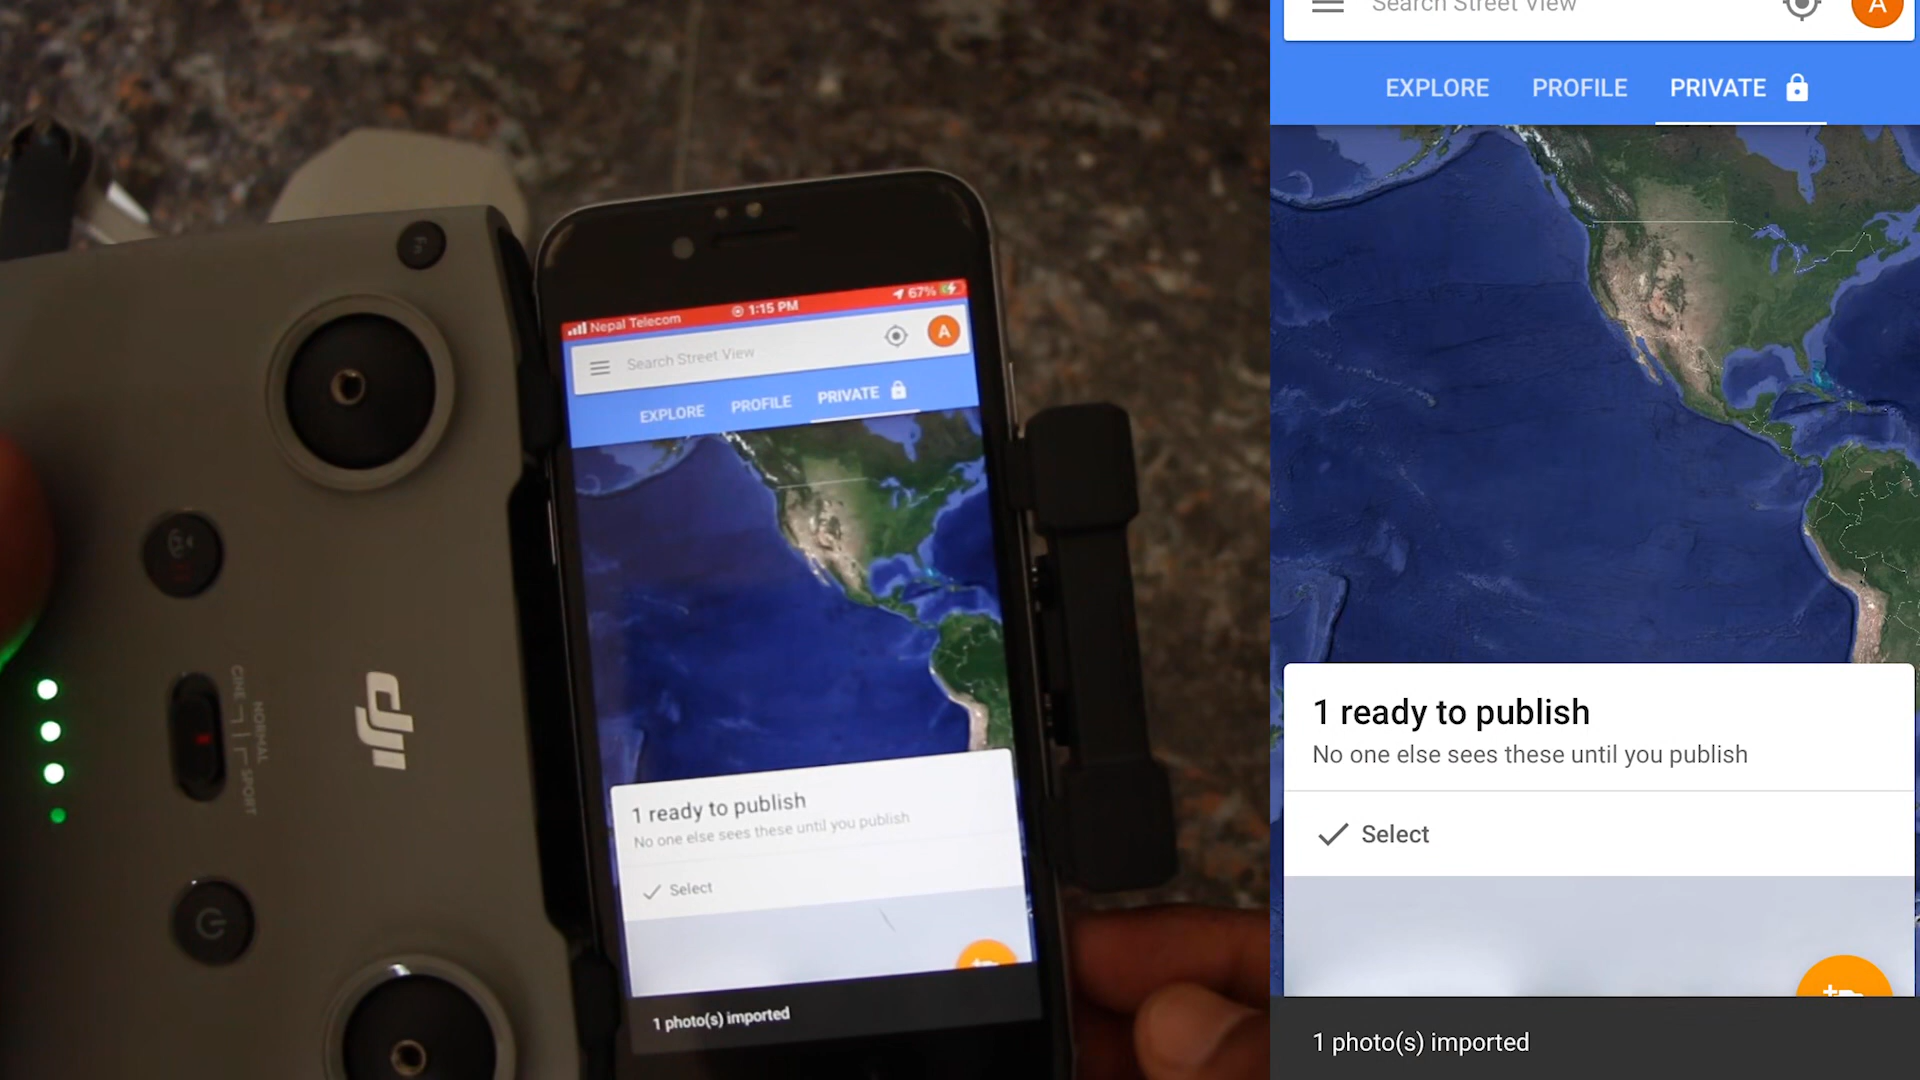 Fn
CINE
NORMAL
SPORT
dji
Nepal Telecom
1:15 PM
67%
Search Street View
A
EXPLORE
PROFILE
PRIVATE
1 ready to publish
No one else sees these until you publish
Select
1 photo(s) imported
Search Street View
A
EXPLORE
PROFILE
PRIVATE
1 ready to publish
No one else sees these until you publish
Select
1 photo(s) imported